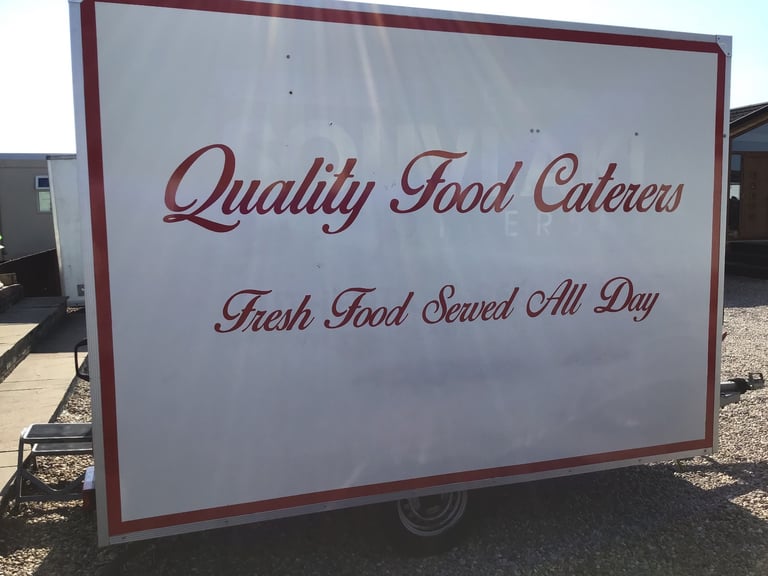 Quality Food Caterers
Fresh Food Served All Day